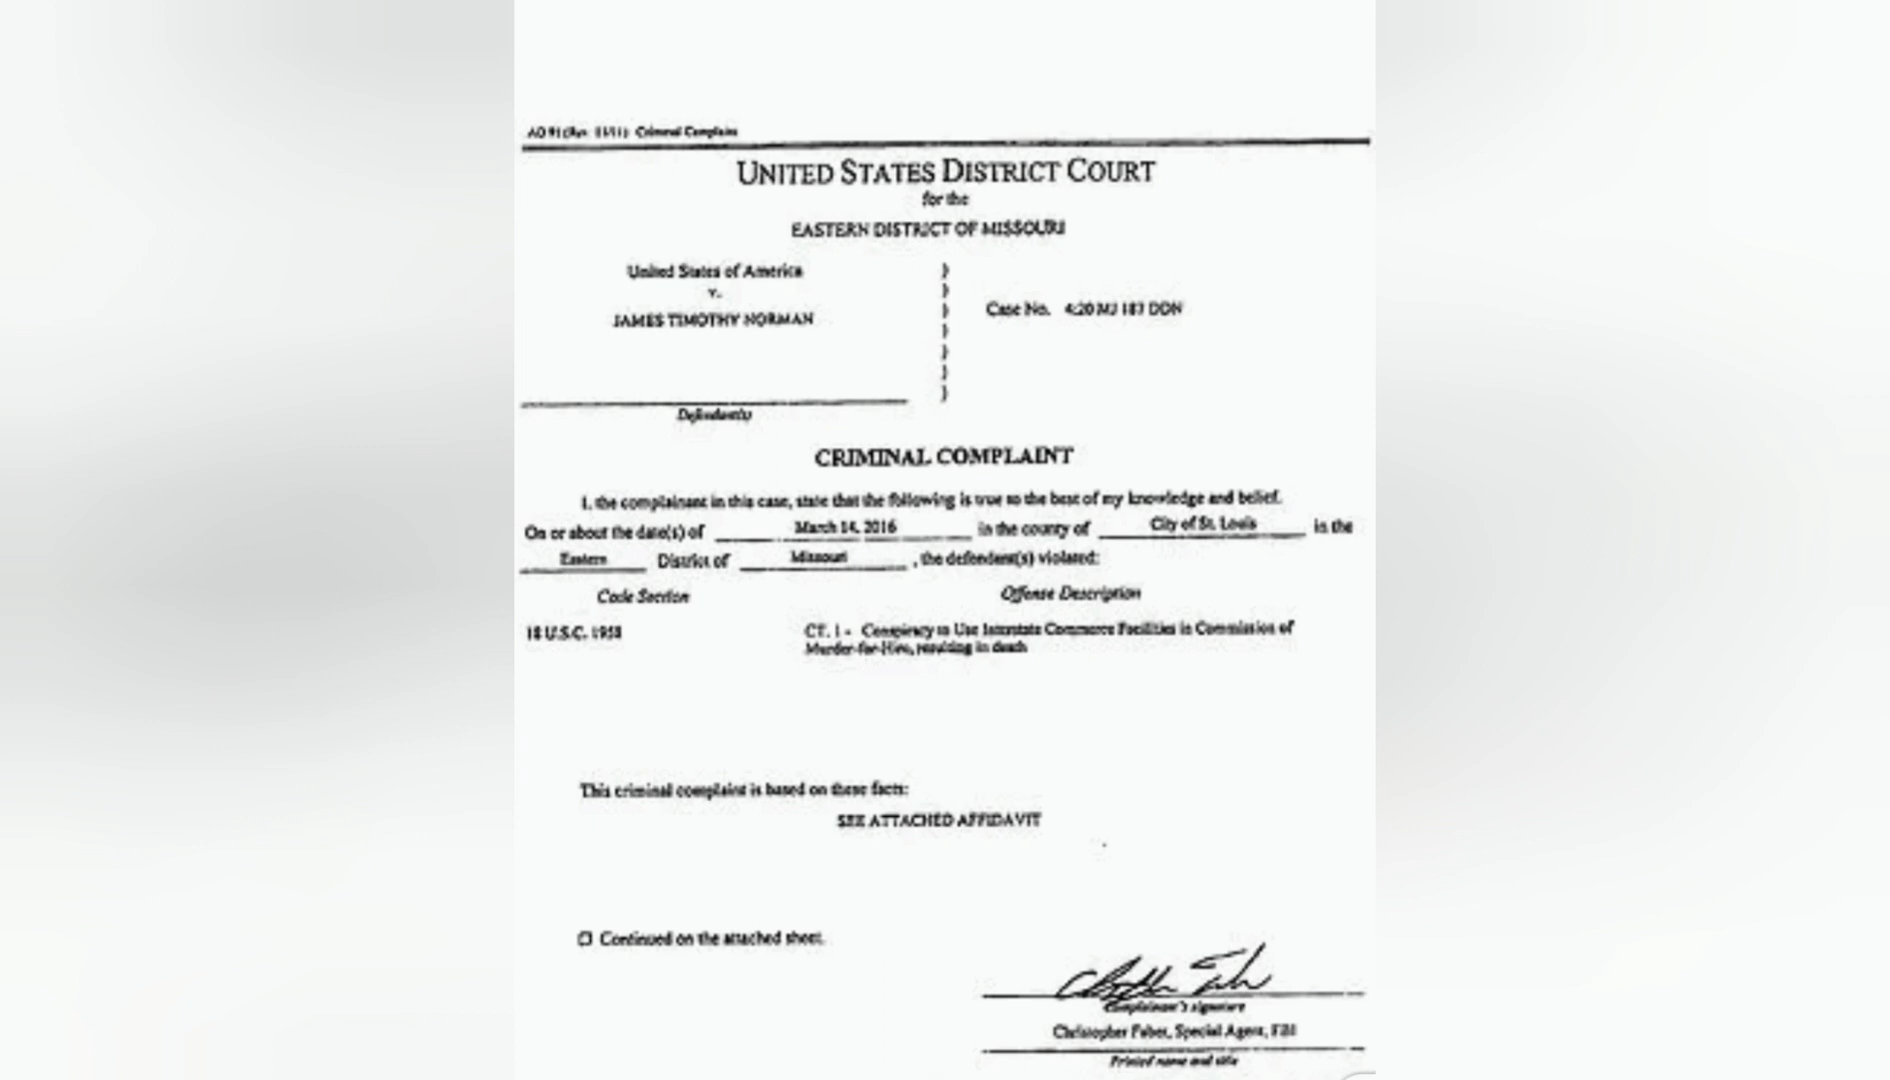 AO 91 (Rev. 11/11) Criminal Complaint
UNITED STATES DISTRICT COURT
for the
EASTERN DISTRICT OF MISSOURI
United States of America
v.
JAMES TIMOTHY NORMAN
)
)
)
)
)
)
)
Case No. 4:20 MJ 187 DDN
Defendant(s)
CRIMINAL COMPLAINT
I, the complainant in this case, state that the following is true to the best of my knowledge and belief.
On or about the date(s) of March 14, 2016 in the county of City of St. Louis in the
Eastern District of Missouri , the defendant(s) violated:
Code Section Offense Description
18 U.S.C. 1958 CT. 1 - Conspiracy to Use Interstate Commerce Facilities in Commission of
Murder-for-Hire, resulting in death
This criminal complaint is based on these facts:
SEE ATTACHED AFFIDAVIT
Continued on the attached sheet.
Complainant's signature
Christopher Faber, Special Agent, FBI
Printed name and title